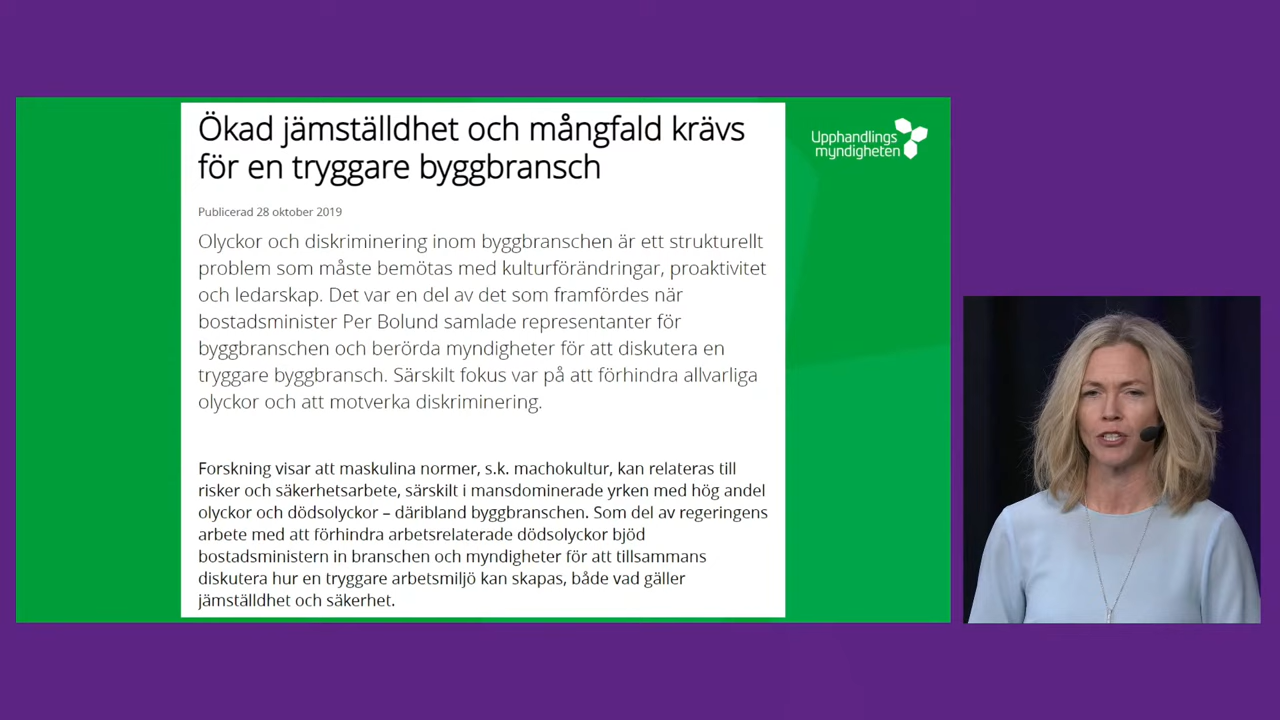 Ökad jämställdhet och mångfald krävs
för en tryggare byggbransch
Publicerad 28 oktober 2019
Olyckor och diskriminering inom byggbranschen är ett strukturellt
problem som måste bemötas med kulturförändringar, proaktivitet
och ledarskap. Det var en del av det som framfördes när
bostadsminister Per Bolund samlade representanter för
byggbranschen och berörda myndigheter för att diskutera en
tryggare byggbransch. Särskilt fokus var på att förhindra allvarliga
olyckor och att motverka diskriminering.
Forskning visar att maskulina normer, s.k. machokultur, kan relateras till
risker och säkerhetsarbete, särskilt i mansdominerade yrken med hög andel
olyckor och dödsolyckor – däribland byggbranschen. Som del av regeringens
arbete med att förhindra arbetsrelaterade dödsolyckor bjöd
bostadsministern in branschen och myndigheter för att tillsammans
diskutera hur en tryggare arbetsmiljö kan skapas, både vad gäller
jämställdhet och säkerhet.
Upphandlings
myndigheten